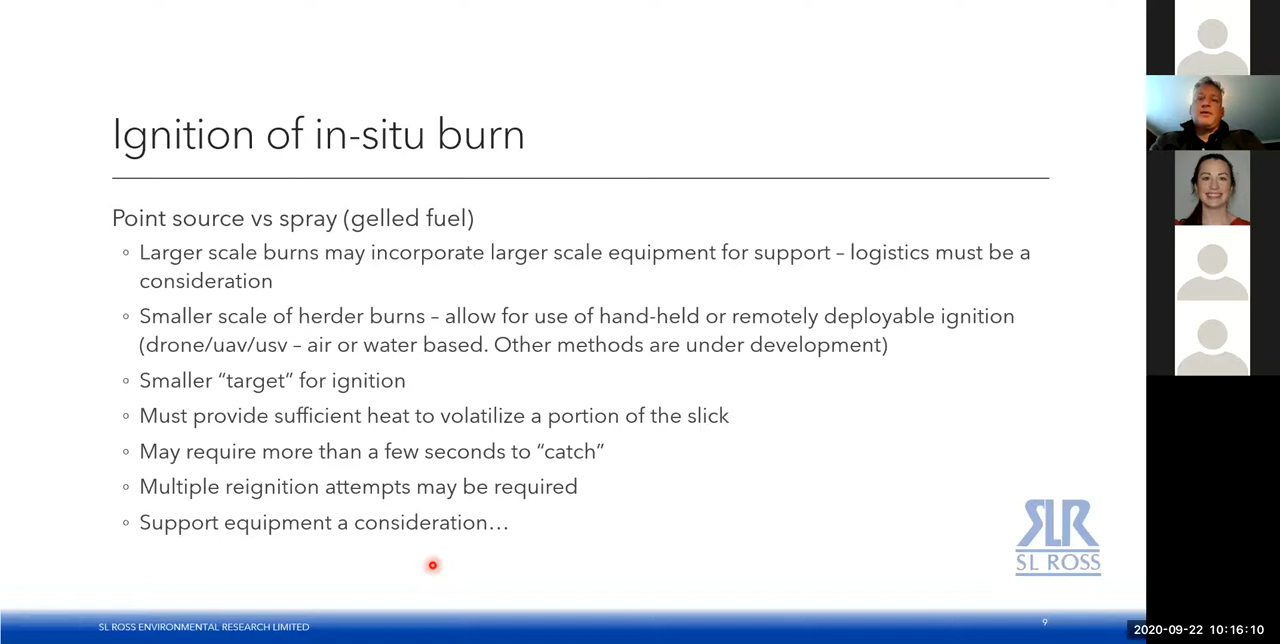 Ignition of in-situ burn
Point source vs spray (gelled fuel)
◦ Larger scale burns may incorporate larger scale equipment for support – logistics must be a
consideration
◦ Smaller scale of herder burns – allow for use of hand-held or remotely deployable ignition
(drone/uav/usv – air or water based. Other methods are under development)
◦ Smaller “target” for ignition
◦ Must provide sufficient heat to volatilize a portion of the slick
◦ May require more than a few seconds to “catch”
◦ Multiple reignition attempts may be required
◦ Support equipment a consideration…
SLR
SL ROSS
SL ROSS ENVIRONMENTAL RESEARCH LIMITED
9
2020-09-22 10:16:10